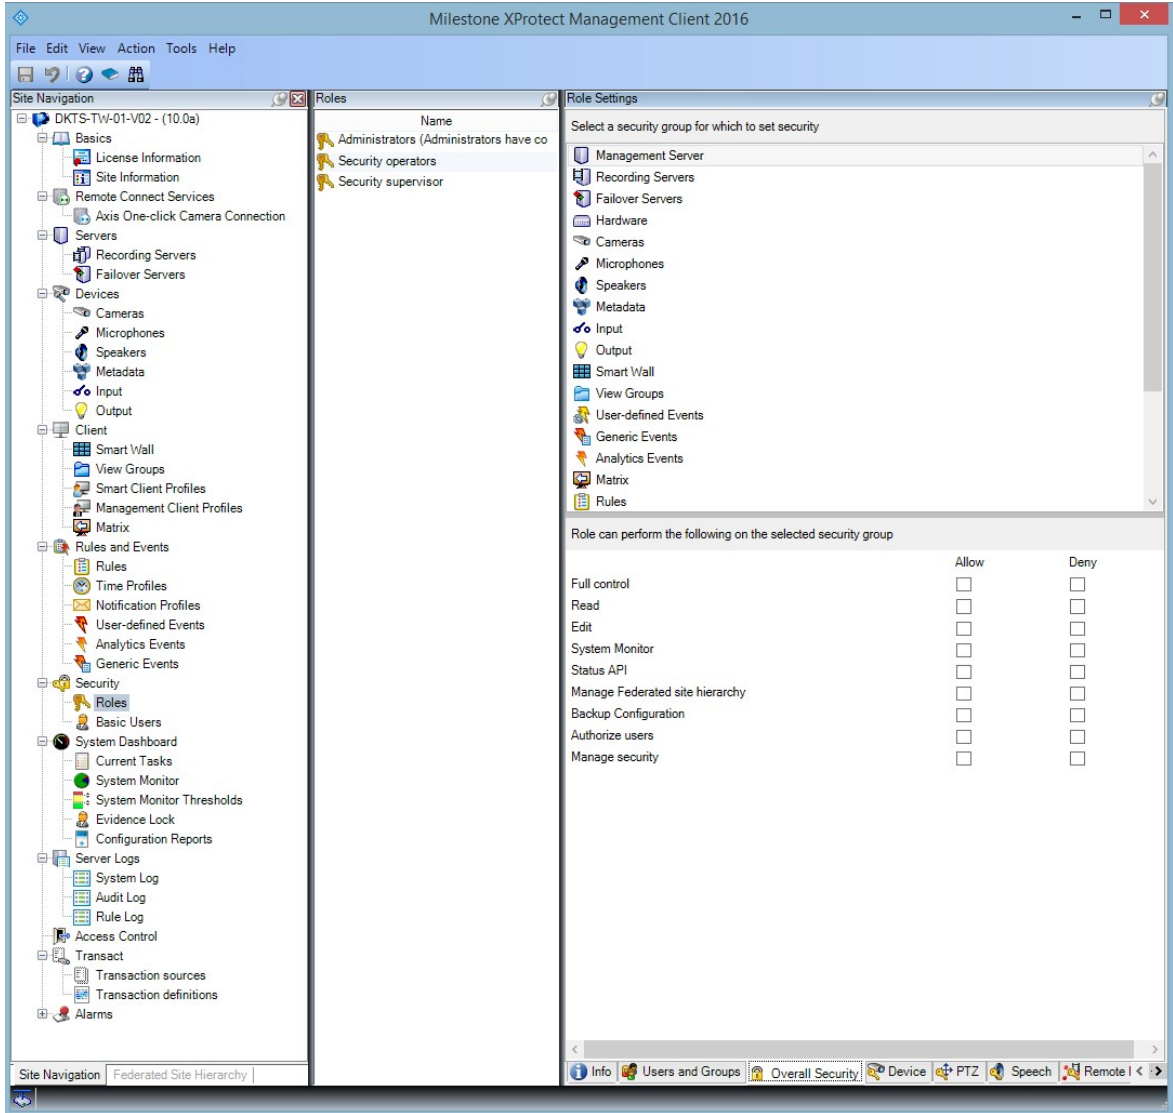 Milestone XProtect Management Client 2016
File Edit View Action Tools Help
Site Navigation
DKTS-TW-01-V02 - (10.0a)
Basics
License Information
Site Information
Remote Connect Services
Axis One-click Camera Connection
Servers
Recording Servers
Failover Servers
Devices
Cameras
Microphones
Speakers
Metadata
Input
Output
Client
Smart Wall
View Groups
Smart Client Profiles
Management Client Profiles
Matrix
Rules and Events
Rules
Time Profiles
Notification Profiles
User-defined Events
Analytics Events
Generic Events
Security
Roles
Basic Users
System Dashboard
Current Tasks
System Monitor
System Monitor Thresholds
Evidence Lock
Configuration Reports
Server Logs
System Log
Audit Log
Rule Log
Access Control
Transact
Transaction sources
Transaction definitions
Alarms
Site Navigation Federated Site Hierarchy
Roles
Name
Administrators (Administrators have co
Security operators
Security supervisor
Role Settings
Select a security group for which to set security
Management Server
Recording Servers
Failover Servers
Hardware
Cameras
Microphones
Speakers
Metadata
Input
Output
Smart Wall
View Groups
User-defined Events
Generic Events
Analytics Events
Matrix
Rules
Role can perform the following on the selected security group
Allow Deny
Full control
Read
Edit
System Monitor
Status API
Manage Federated site hierarchy
Backup Configuration
Authorize users
Manage security
Info Users and Groups Overall Security Device PTZ Speech Remote